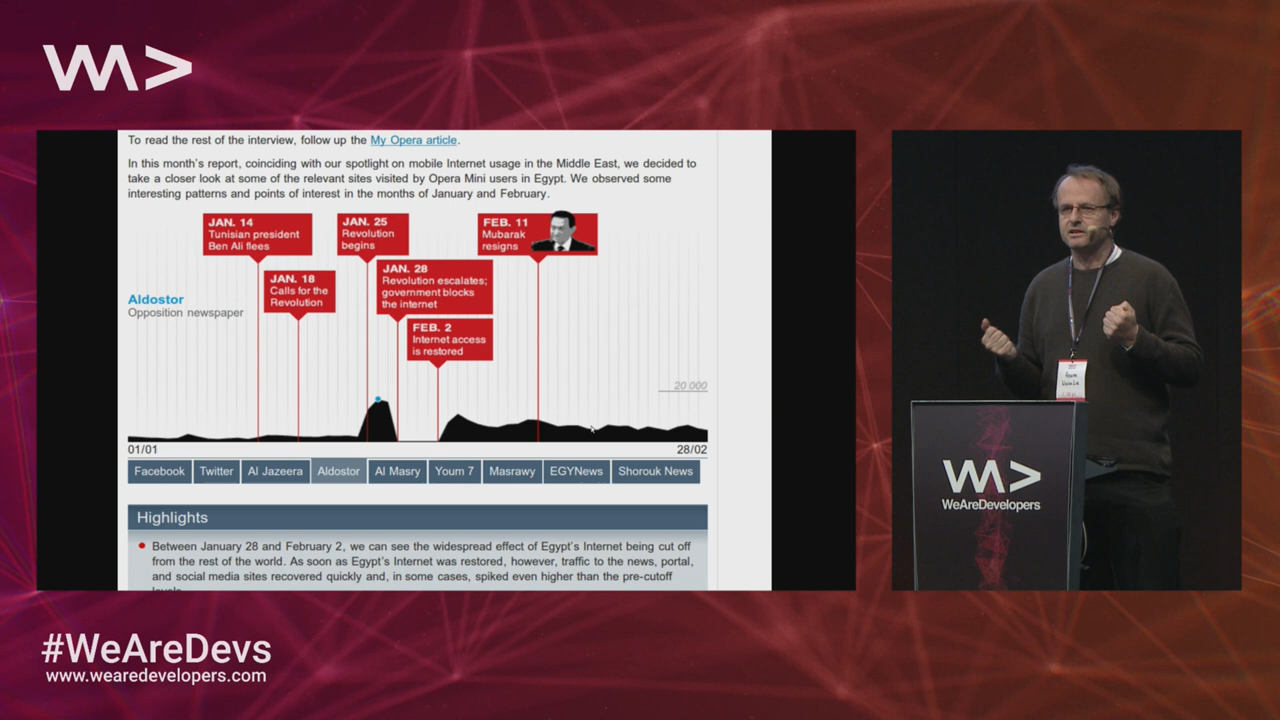 WA>
To read the rest of the interview, follow up the My Opera article.
In this month's report, coinciding with our spotlight on mobile Internet usage in the Middle East, we decided to
take a closer look at some of the relevant sites visited by Opera Mini users in Egypt. We observed some
interesting patterns and points of interest in the months of January and February.
JAN. 14
Tunisian president
Ben Ali flees
JAN. 18
Calls for the
Revolution
JAN. 25
Revolution
begins
JAN. 28
Revolution escalates;
government blocks
the internet
FEB. 2
Internet access
is restored
FEB. 11
Mubarak
resigns
Aldostor
Opposition newspaper
20 000
01/01
28/02
Facebook
Twitter
Al Jazeera
Aldostor
Al Masry
Youm 7
Masrawy
EGYNews
Shorouk News
Highlights
Between January 28 and February 2, we can see the widespread effect of Egypt's Internet being cut off
from the rest of the world. As soon as Egypt's Internet was restored, however, traffic to the news, portal,
and social media sites recovered quickly and, in some cases, spiked even higher than the pre-cutoff
WA>
WeAreDevelopers
#WeAreDevs
www.wearedevelopers.com